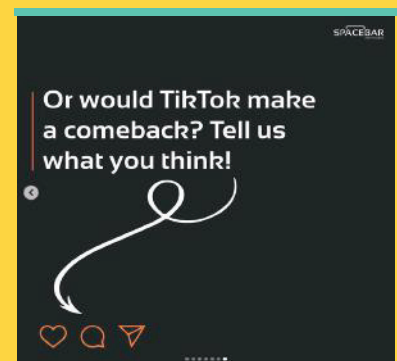 SPACEBAR
Or would TikTok make
a comeback? Tell us
what you think!